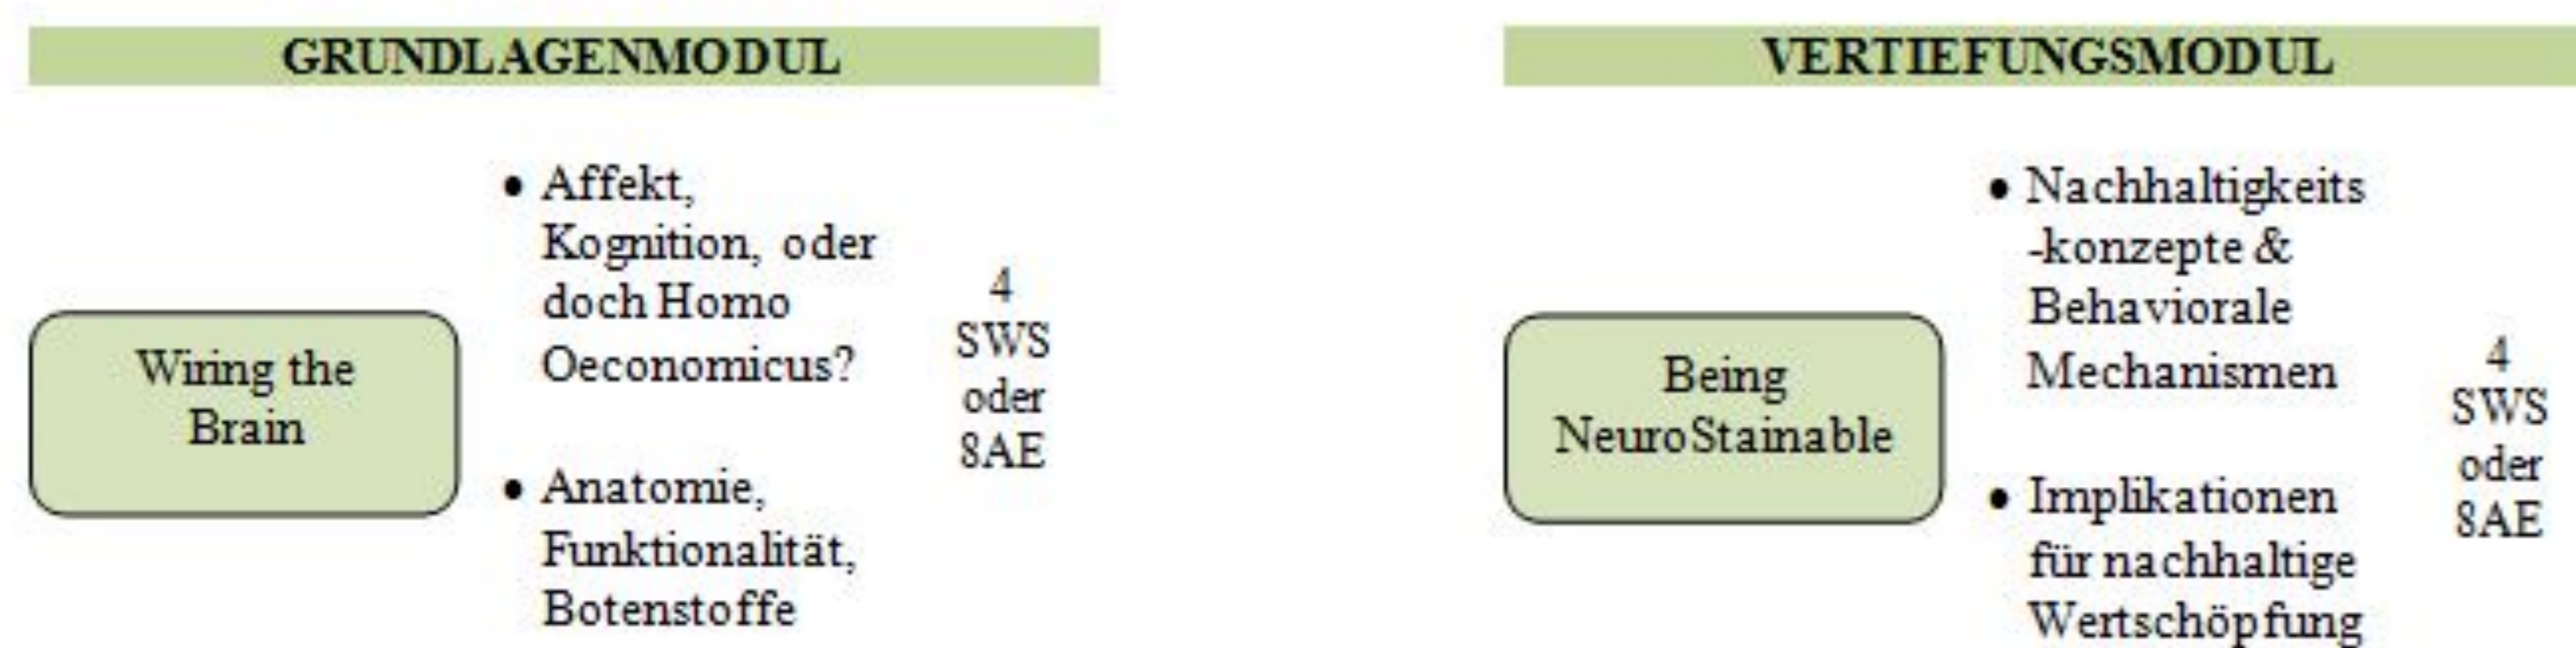 GRUNDLAGENMODUL
Wiring the
Brain
• Affekt,
Kognition, oder
doch Homo
Oeconomicus?
• Anatomie,
Funktionalität,
Botenstoffe
4
SWS
oder
8AE
VERTIEFUNGSMODUL
Being
NeuroStainable
• Nachhaltigkeits
-konzepte &
Behaviorale
Mechanismen
• Implikationen
für nachhaltige
Wertschöpfung
4
SWS
oder
8AE